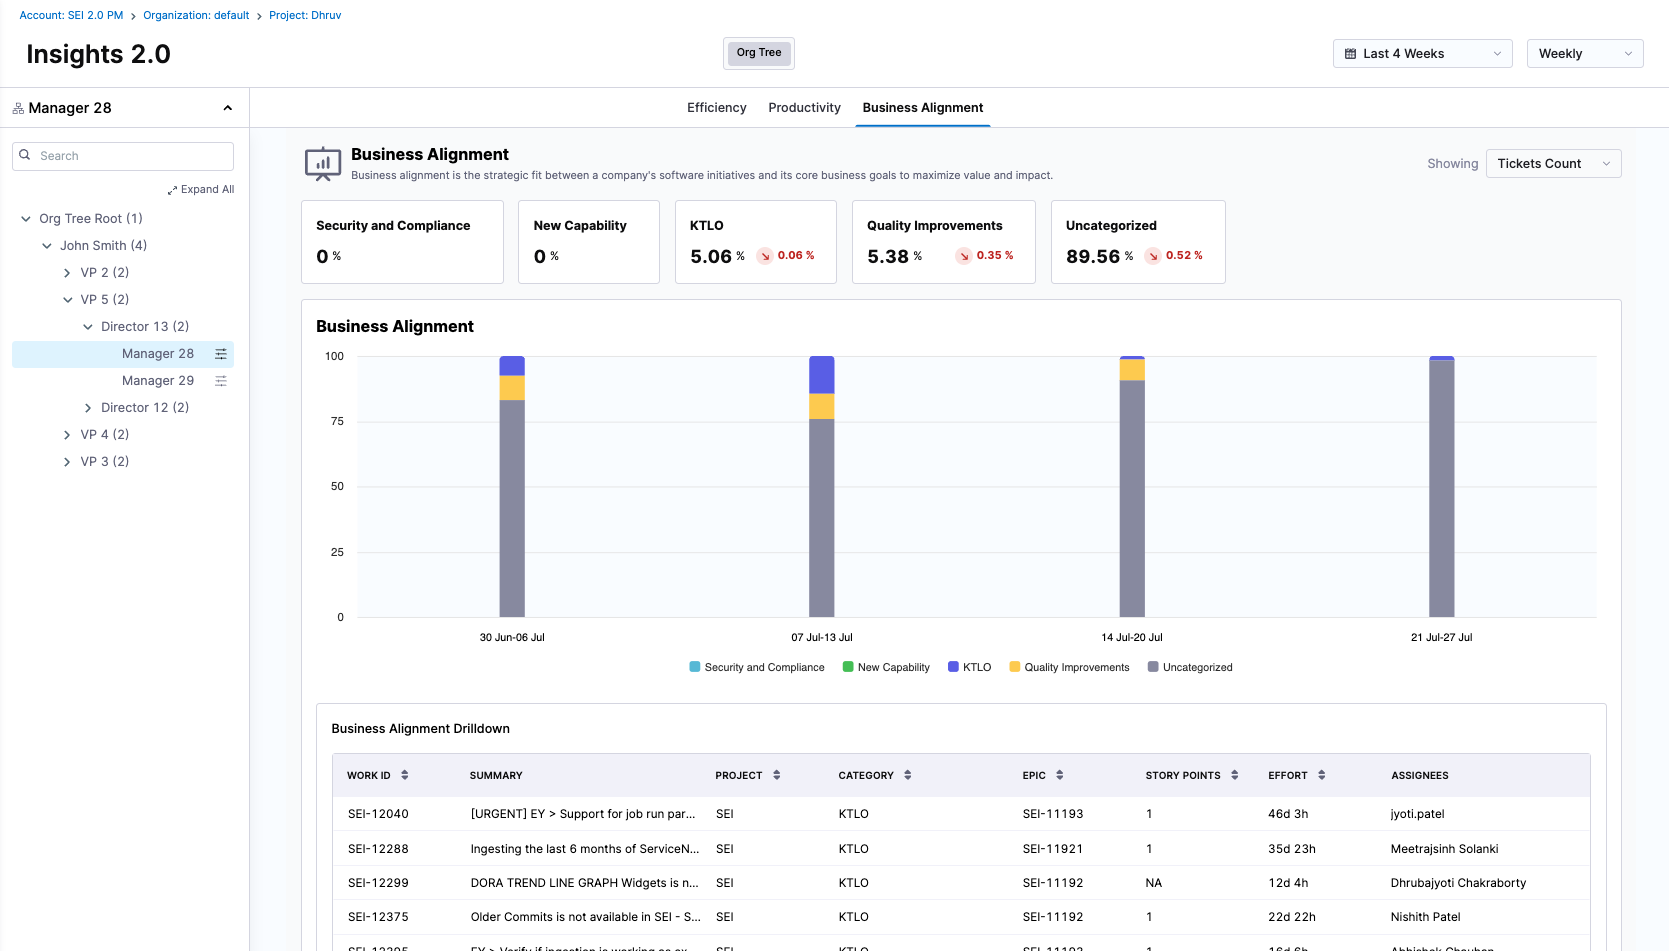 Account: SEI 2.0 PM > Organization: default > Project: Dhruv
Insights 2.0
Org Tree
Last 4 Weeks
Weekly
Manager 28
Search
Expand All
Org Tree Root (1)
John Smith (4)
VP 2 (2)
VP 5 (2)
Director 13 (2)
Manager 28
Manager 29
Director 12 (2)
VP 4 (2)
VP 3 (2)
Efficiency Productivity Business Alignment
Business Alignment
Business alignment is the strategic fit between a company's software initiatives and its core business goals to maximize value and impact.
Showing Tickets Count
Security and Compliance
0 %
New Capability
0 %
KTLO
5.06 % 0.06 %
Quality Improvements
5.38 % 0.35 %
Uncategorized
89.56 % 0.52 %
Business Alignment
100
75
50
25
0
30 Jun-06 Jul 07 Jul-13 Jul 14 Jul-20 Jul 21 Jul-27 Jul
Security and Compliance New Capability KTLO Quality Improvements Uncategorized
Business Alignment Drilldown
WORK ID SUMMARY PROJECT CATEGORY EPIC STORY POINTS EFFORT ASSIGNEES
SEI-12040 [URGENT] EY > Support for job run par... SEI KTLO SEI-11193 1 46d 3h jyoti.patel
SEI-12288 Ingesting the last 6 months of ServiceN... SEI KTLO SEI-11921 1 35d 23h Meetrajsinh Solanki
SEI-12299 DORA TREND LINE GRAPH Widgets is n... SEI KTLO SEI-11192 NA 12d 4h Dhrubajyoti Chakraborty
SEI-12375 Older Commits is not available in SEI - S... SEI KTLO SEI-11192 1 22d 22h Nishith Patel
SEI KTLO 1